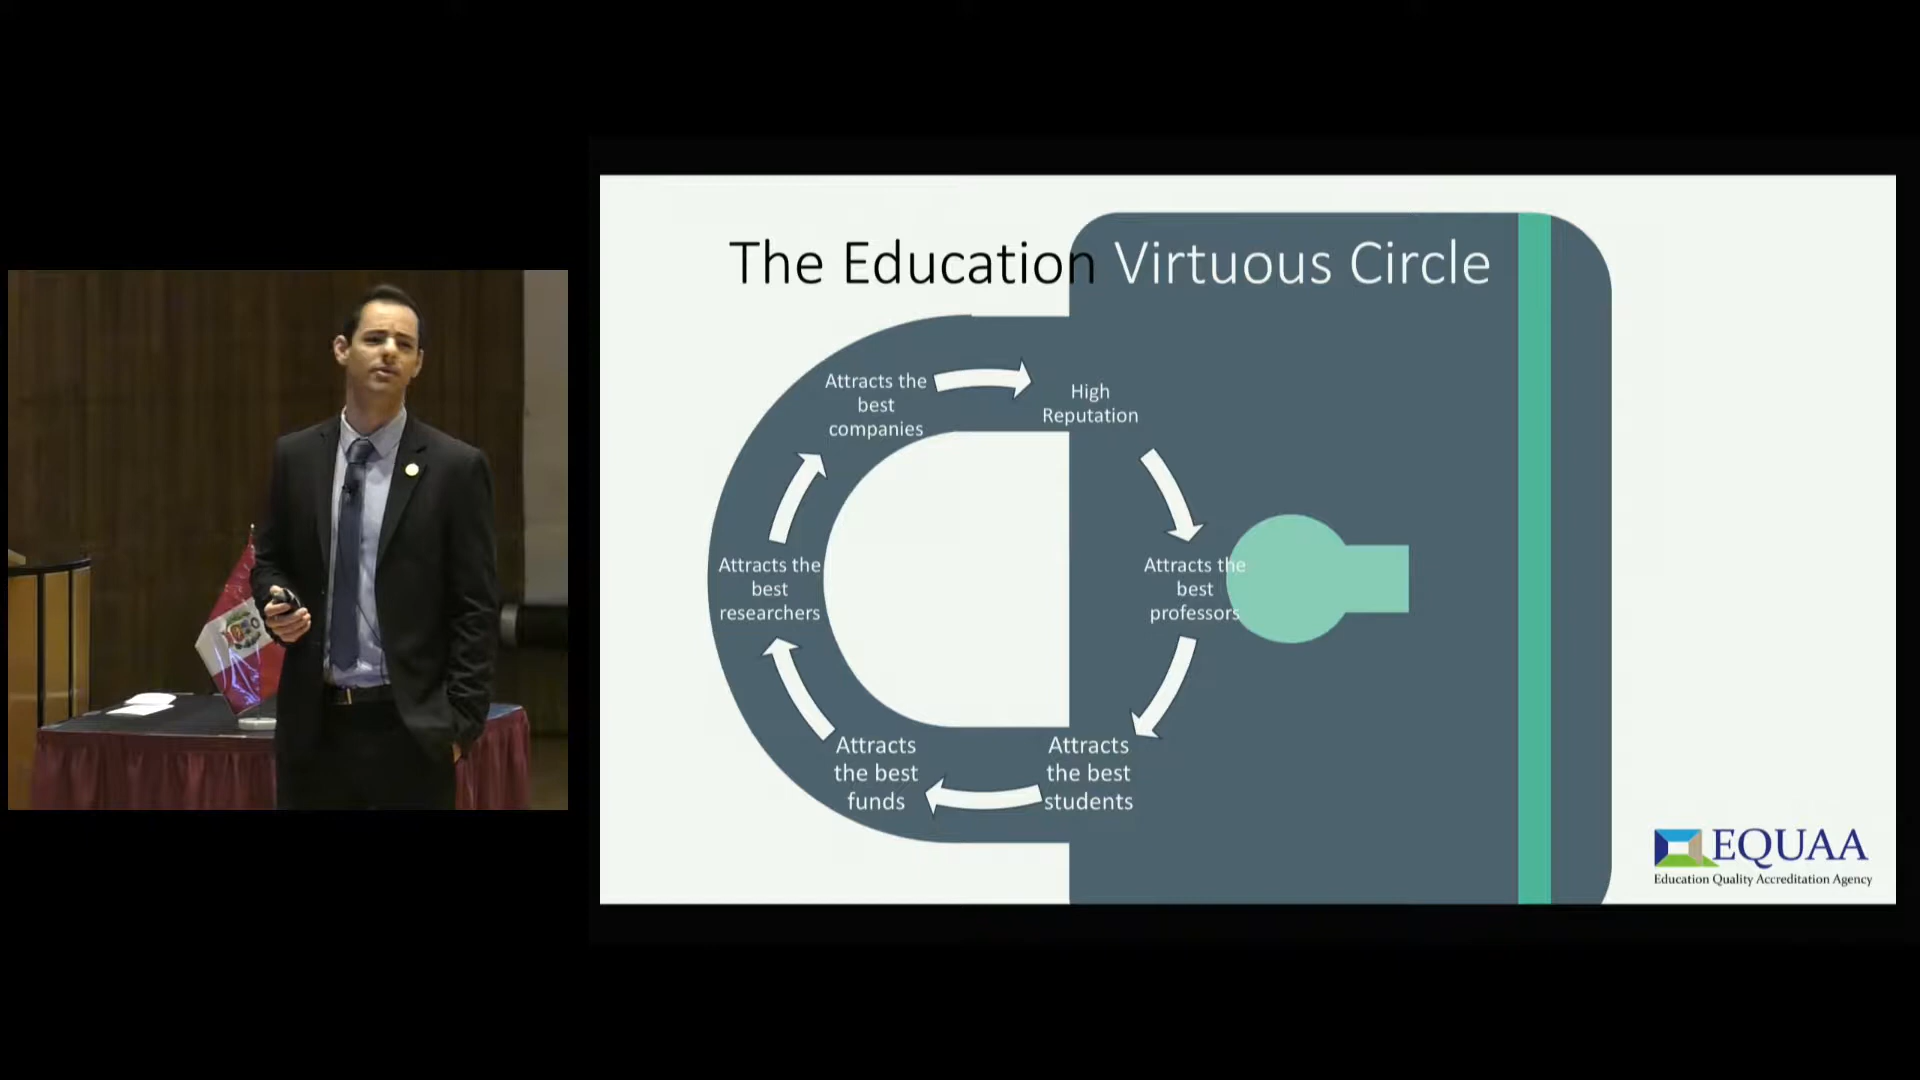 The Education Virtuous Circle
Attracts the
best
companies
High
Reputation
Attracts the
best
professors
Attracts
the best
students
Attracts
the best
funds
Attracts the
best
researchers
EQUAA
Education Quality Accreditation Agency